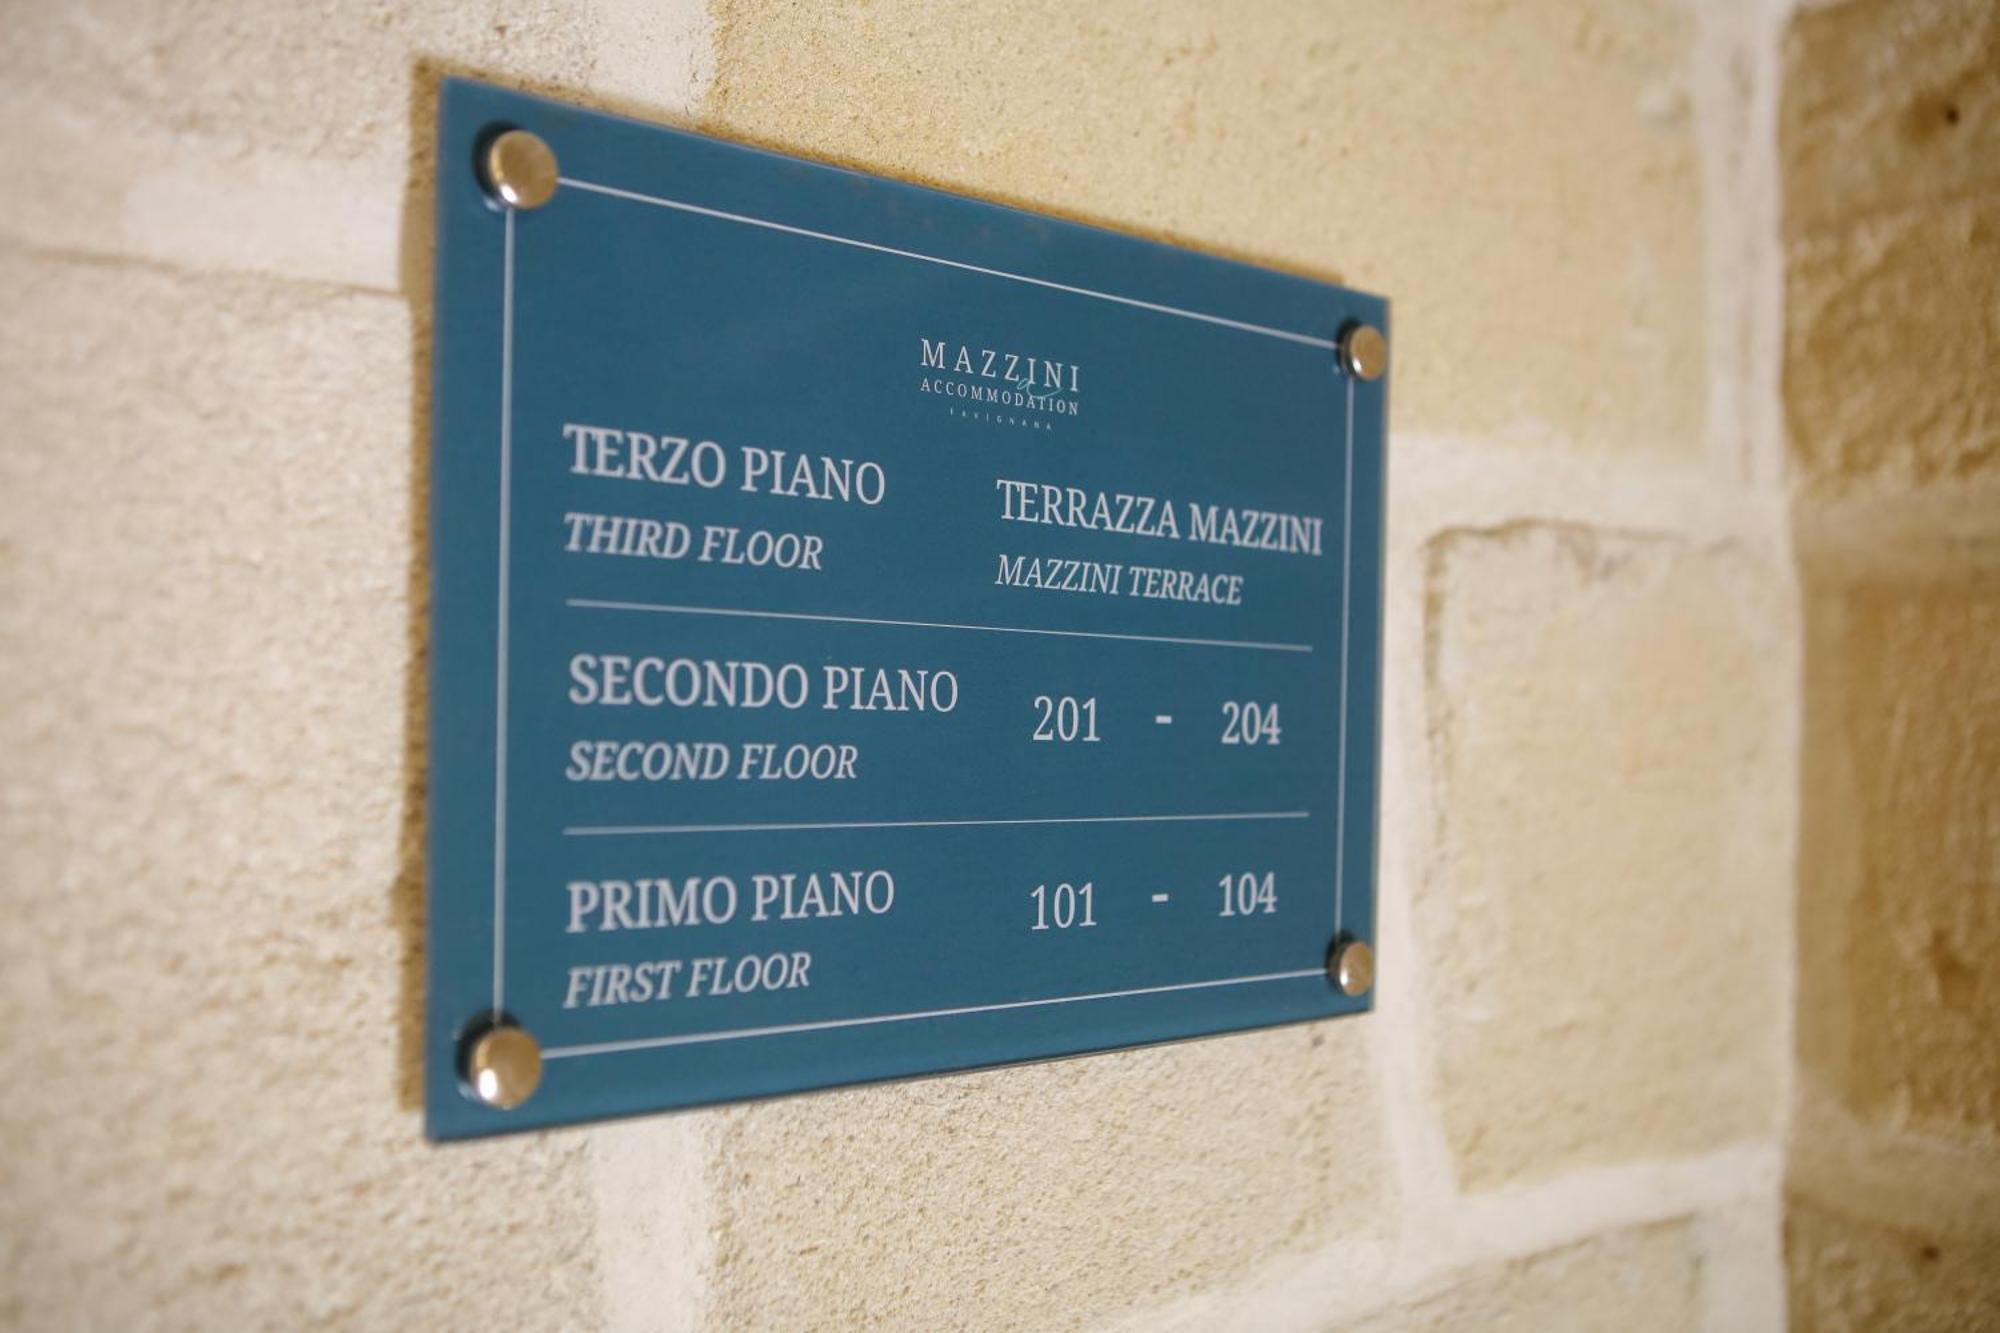 MAZZINI
ACCOMMODATION
FAVIGNANA
TERZO PIANO
THIRD FLOOR
TERRAZZA MAZZINI
MAZZINI TERRACE
SECONDO PIANO
SECOND FLOOR
201 - 204
PRIMO PIANO
FIRST FLOOR
101 - 104